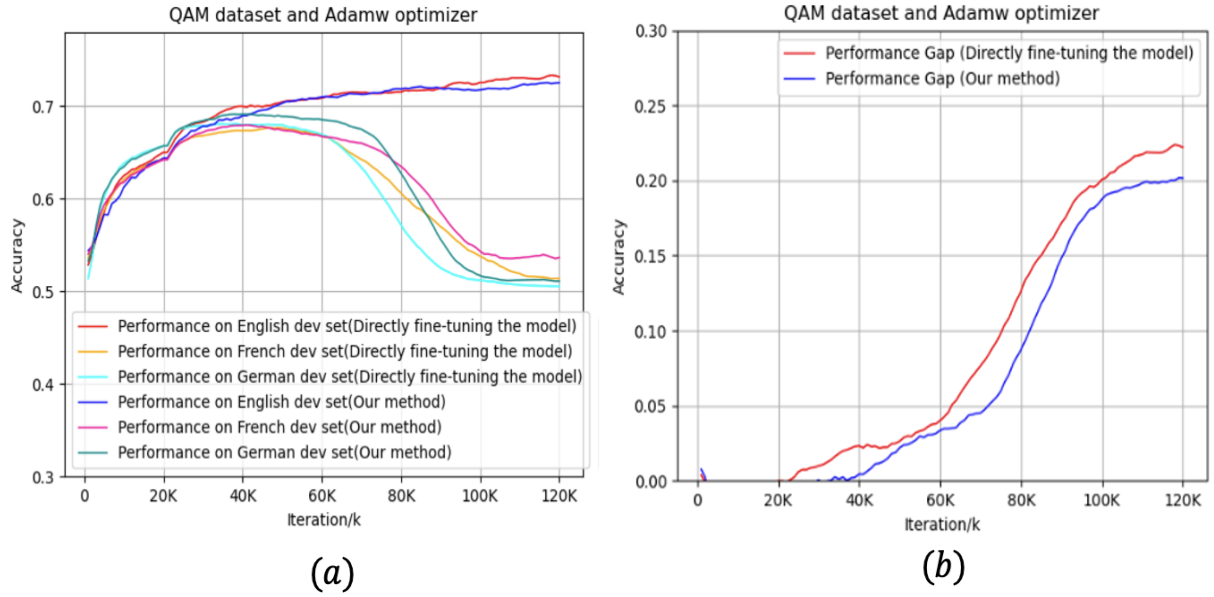 QAM dataset and Adamw optimizer
Accuracy
0.7
0.6
0.5
0.4
0.3
Performance on English dev set(Directly fine-tuning the model)
Performance on French dev set(Directly fine-tuning the model)
Performance on German dev set(Directly fine-tuning the model)
Performance on English dev set(Our method)
Performance on French dev set(Our method)
Performance on German dev set(Our method)
0 20K 40K 60K 80K 100K 120K
Iteration/k
(a)
QAM dataset and Adamw optimizer
Accuracy
0.30
0.25
0.20
0.15
0.10
0.05
0.00
Performance Gap (Directly fine-tuning the model)
Performance Gap (Our method)
0 20K 40K 60K 80K 100K 120K
Iteration/k
(b)